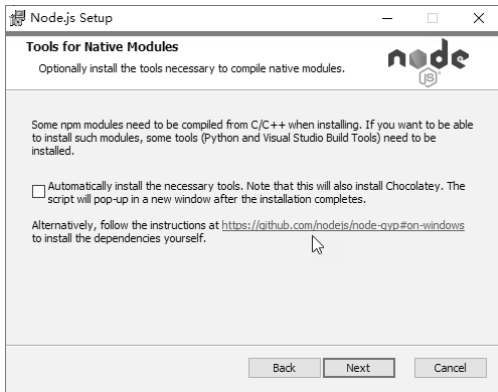 Node.js Setup
Tools for Native Modules
Optionally install the tools necessary to compile native modules.
node
JS
Some npm modules need to be compiled from C/C++ when installing. If you want to be able
to install such modules, some tools (Python and Visual Studio Build Tools) need to be
installed.
Automatically install the necessary tools. Note that this will also install Chocolatey. The
script will pop-up in a new window after the installation completes.
Alternatively, follow the instructions at https://github.com/nodejs/node-gyp#on-windows
to install the dependencies yourself.
Back Next Cancel